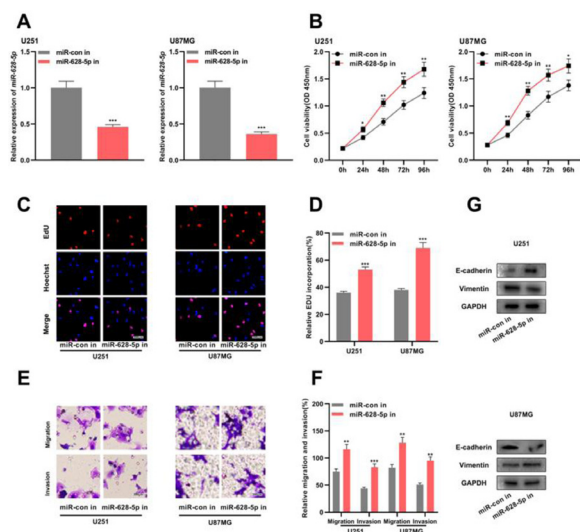 A
U251
miR-con in
miR-628-5p in
Relative expression of miR-628-5p
1.5
1.0
0.5
0.0
***
U87MG
miR-con in
miR-628-5p in
Relative expression of miR-628-5p
1.5
1.0
0.5
0.0
***
B
U251
miR-con in
miR-628-5p in
Cell viability(OD 450nm)
2.0
1.5
1.0
0.5
0.0
* ** ** **
0h 24h 48h 72h 96h
U87MG
miR-con in
miR-628-5p in
Cell viability(OD 450nm)
2.0
1.5
1.0
0.5
0.0
** ** ** *
0h 24h 48h 72h 96h
C
EdU
Hoechst
Merge
miR-con in miR-628-5p in miR-con in miR-628-5p in
U251 U87MG
D
miR-con in
miR-628-5p in
Relative EDU incorporation(%)
80
60
40
20
0
*** ***
U251 U87MG
G
U251
E-cadherin
Vimentin
GAPDH
miR-con in
miR-628-5p in
E
Migration
Invasion
miR-con in miR-628-5p in miR-con in miR-628-5p in
U251 U87MG
F
miR-con in
miR-628-5p in
Relative migration and invasion(%)
200
150
100
50
0
** *** ** **
Migration Invasion Migration Invasion
U251 U87MG
U87MG
E-cadherin
Vimentin
GAPDH
miR-con in
miR-628-5p in